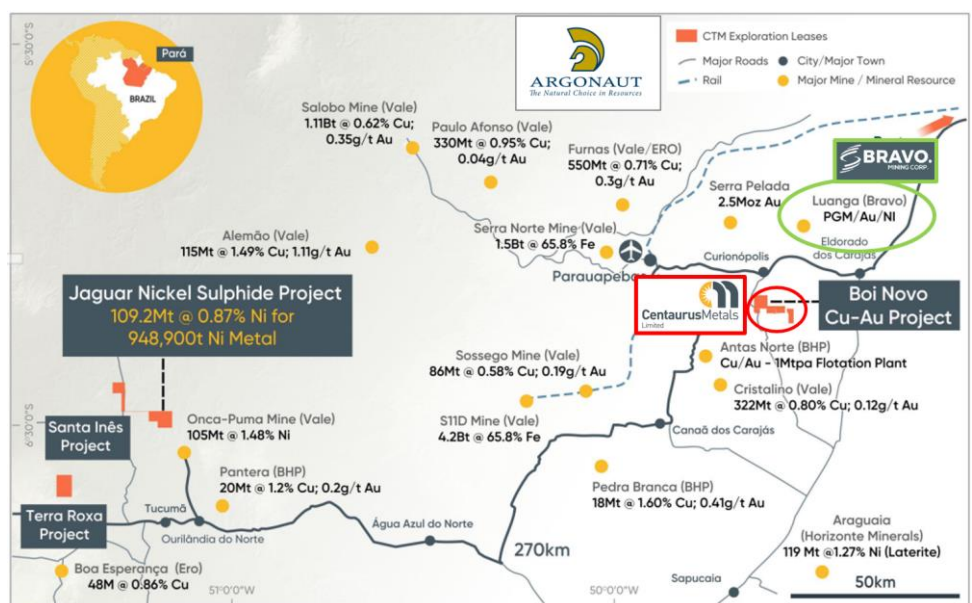 5°30'0"S
Pará
BRAZIL
ARGONAUT
The Natural Choice in Resources
CTM Exploration Leases
Major Roads
City/Major Town
Rail
Major Mine / Mineral Resource
Salobo Mine (Vale)
1.11Bt @ 0.62% Cu;
0.35g/t Au
Paulo Afonso (Vale)
330Mt @ 0.95% Cu;
0.04g/t Au
Furnas (Vale/ERO)
550Mt @ 0.71% Cu;
0.3g/t Au
BRAVO.
MINING CORP.
Serra Pelada
2.5Moz Au
Luanga (Bravo)
PGM/Au/NI
Alemão (Vale)
115Mt @ 1.49% Cu; 1.11g/t Au
Serra Norte Mine (Vale)
1.5Bt @ 65.8% Fe
Parauapebas
Curionópolis
Eldorado
dos Carajás
Jaguar Nickel Sulphide Project
109.2Mt @ 0.87% Ni for
948,900t Ni Metal
CentaurusMetals
Limited
Boi Novo
Cu-Au Project
Sossego Mine (Vale)
86Mt @ 0.58% Cu; 0.19g/t Au
Antas Norte (BHP)
Cu/Au - 1Mtpa Flotation Plant
Cristalino (Vale)
322Mt @ 0.80% Cu; 0.12g/t Au
6°30'0"S
Santa Inês
Project
Onca-Puma Mine (Vale)
105Mt @ 1.48% Ni
S11D Mine (Vale)
4.2Bt @ 65.8% Fe
Canaã dos Carajás
Pantera (BHP)
20Mt @ 1.2% Cu; 0.2g/t Au
Pedra Branca (BHP)
18Mt @ 1.60% Cu; 0.41g/t Au
Terra Roxa
Project
Tucumã
Ourilândia do Norte
Água Azul do Norte
270km
Araguaia
(Horizonte Minerals)
119 Mt @1.27% Ni (Laterite)
Boa Esperança (Ero)
48M @ 0.86% Cu
51°0'0"W
50°0'0"W
Sapucaia
50km